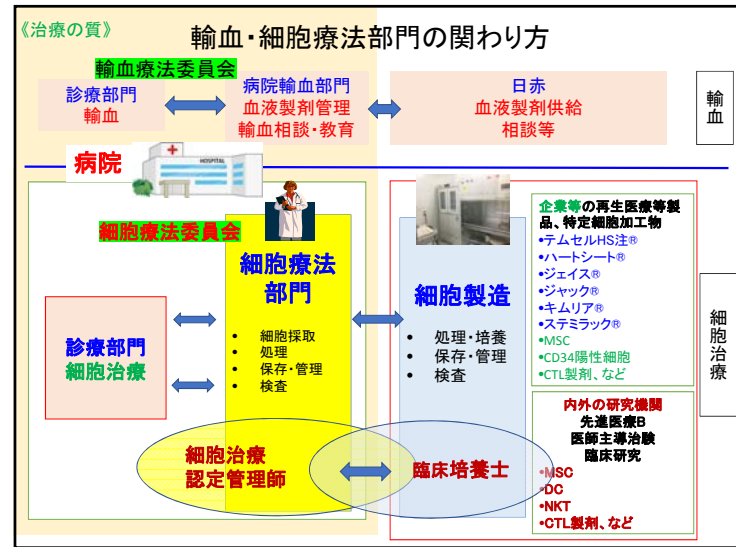 《治療の質》
輸血・細胞療法部門の関わり方
輸血療法委員会
診療部門
輸血
病院輸血部門
血液製剤管理
輸血相談・教育
日赤
血液製剤供給
相談等
輸血
病院
HOSPITAL
細胞療法委員会
診療部門
細胞治療
細胞療法
部門
• 細胞採取
• 処理
• 保存・管理
• 検査
細胞製造
• 処理・培養
• 保存・管理
• 検査
企業等の再生医療等製
品、特定細胞加工物
•テムセルHS注®
•ハートシート®
•ジェイス®
•ジャック®
•キムリア®
•ステミラック®
•MSC
•CD34陽性細胞
•CTL製剤、など
細胞治療
内外の研究機関
先進医療B
医師主導治験
臨床研究
•MSC
•DC
•NKT
•CTL製剤、など
細胞治療
認定管理師
臨床培養士